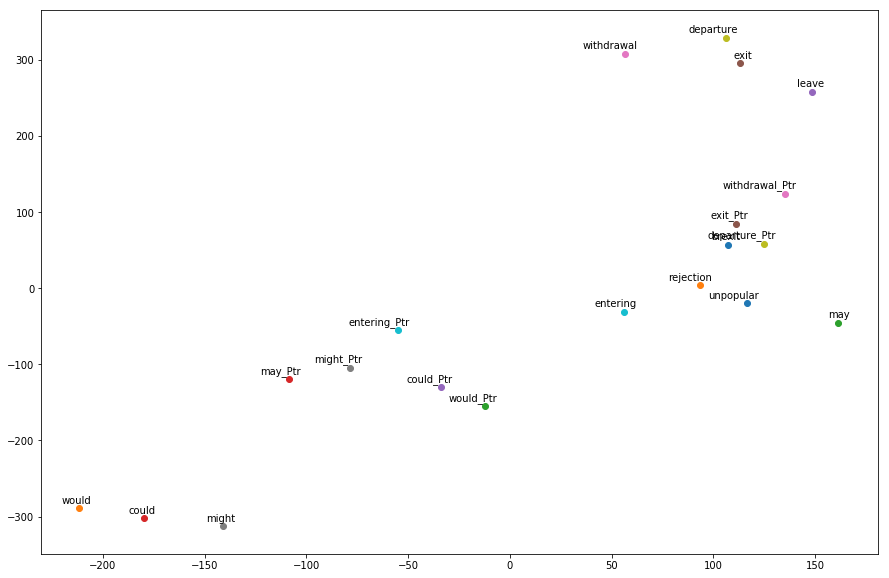 departure
withdrawal
exit
leave
withdrawal_Ptr
exit_Ptr
departure_Ptr
rejection
unpopular
entering
may
entering_Ptr
might_Ptr
may_Ptr
could_Ptr
would_Ptr
would
could
might
300
200
100
0
−100
−200
−300
−200
−150
−100
−50
0
50
100
150